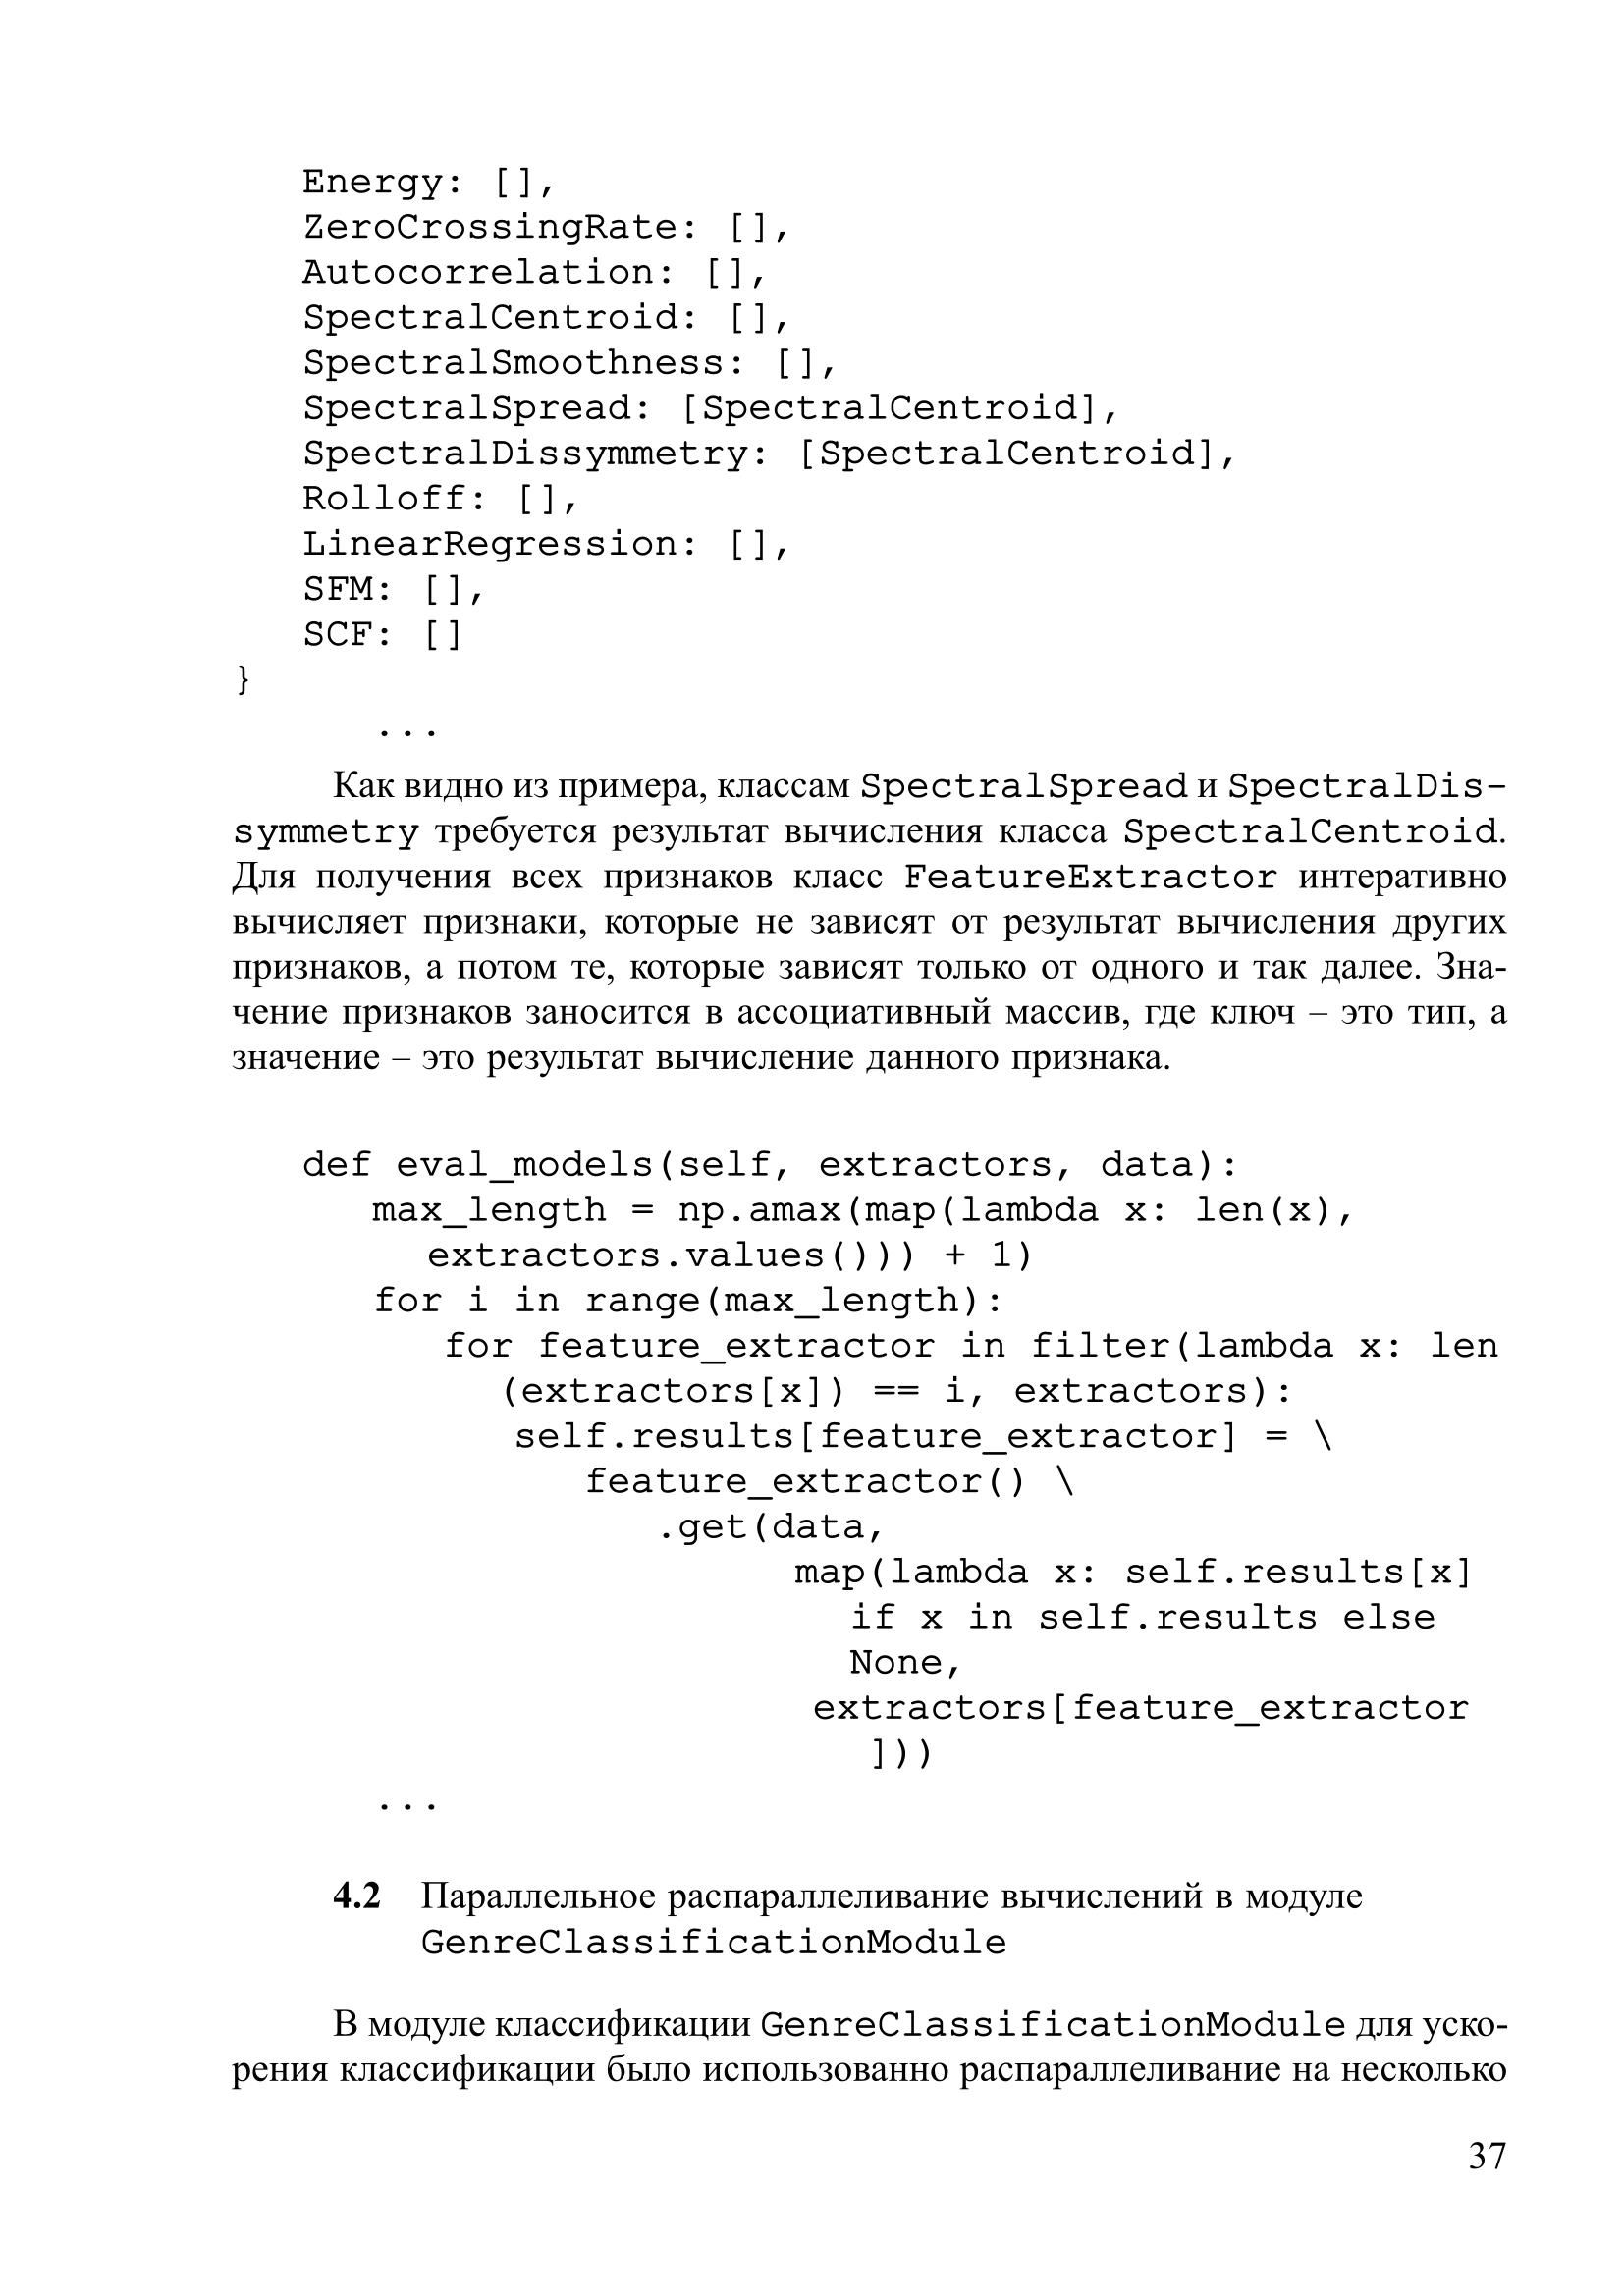 Energy: [],
ZeroCrossingRate: [],
Autocorrelation: [],
SpectralCentroid: [],
SpectralSmoothness: [],
SpectralSpread: [SpectralCentroid],
SpectralDissymmetry: [SpectralCentroid],
Rolloff: [],
LinearRegression: [],
SFM: [],
SCF: []
}
...
Как видно из примера, классам SpectralSpread и SpectralDis-
symmetry требуется результат вычисления класса SpectralCentroid.
Для получения всех признаков класс FeatureExtractor интеративно
вычисляет признаки, которые не зависят от результат вычисления других
признаков, а потом те, которые зависят только от одного и так далее. Зна-
чение признаков заносится в ассоциативный массив, где ключ – это тип, а
значение – это результат вычисление данного признака.
def eval_models(self, extractors, data):
max_length = np.amax(map(lambda x: len(x),
extractors.values())) + 1)
for i in range(max_length):
for feature_extractor in filter(lambda x: len
(extractors[x]) == i, extractors):
self.results[feature_extractor] = \
feature_extractor() \
.get(data,
map(lambda x: self.results[x]
if x in self.results else
None,
extractors[feature_extractor
]))
...
4.2 Параллельное распараллеливание вычислений в модуле
GenreClassificationModule
В модуле классификации GenreClassificationModule для уско-
рения классификации было использованно распараллеливание на несколько
37